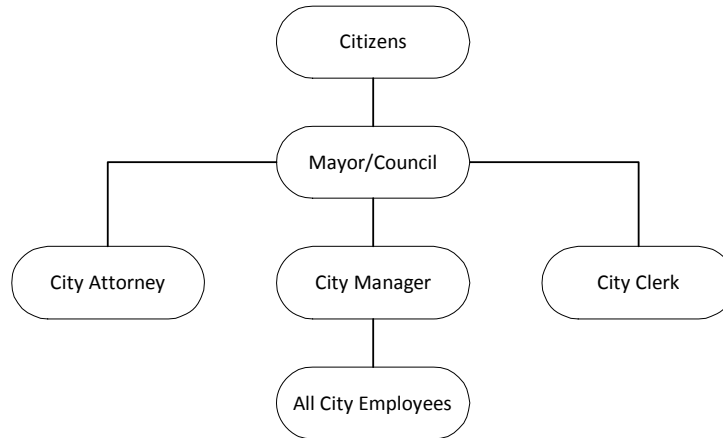 Citizens
Mayor/Council
City Attorney
City Manager
City Clerk
All City Employees